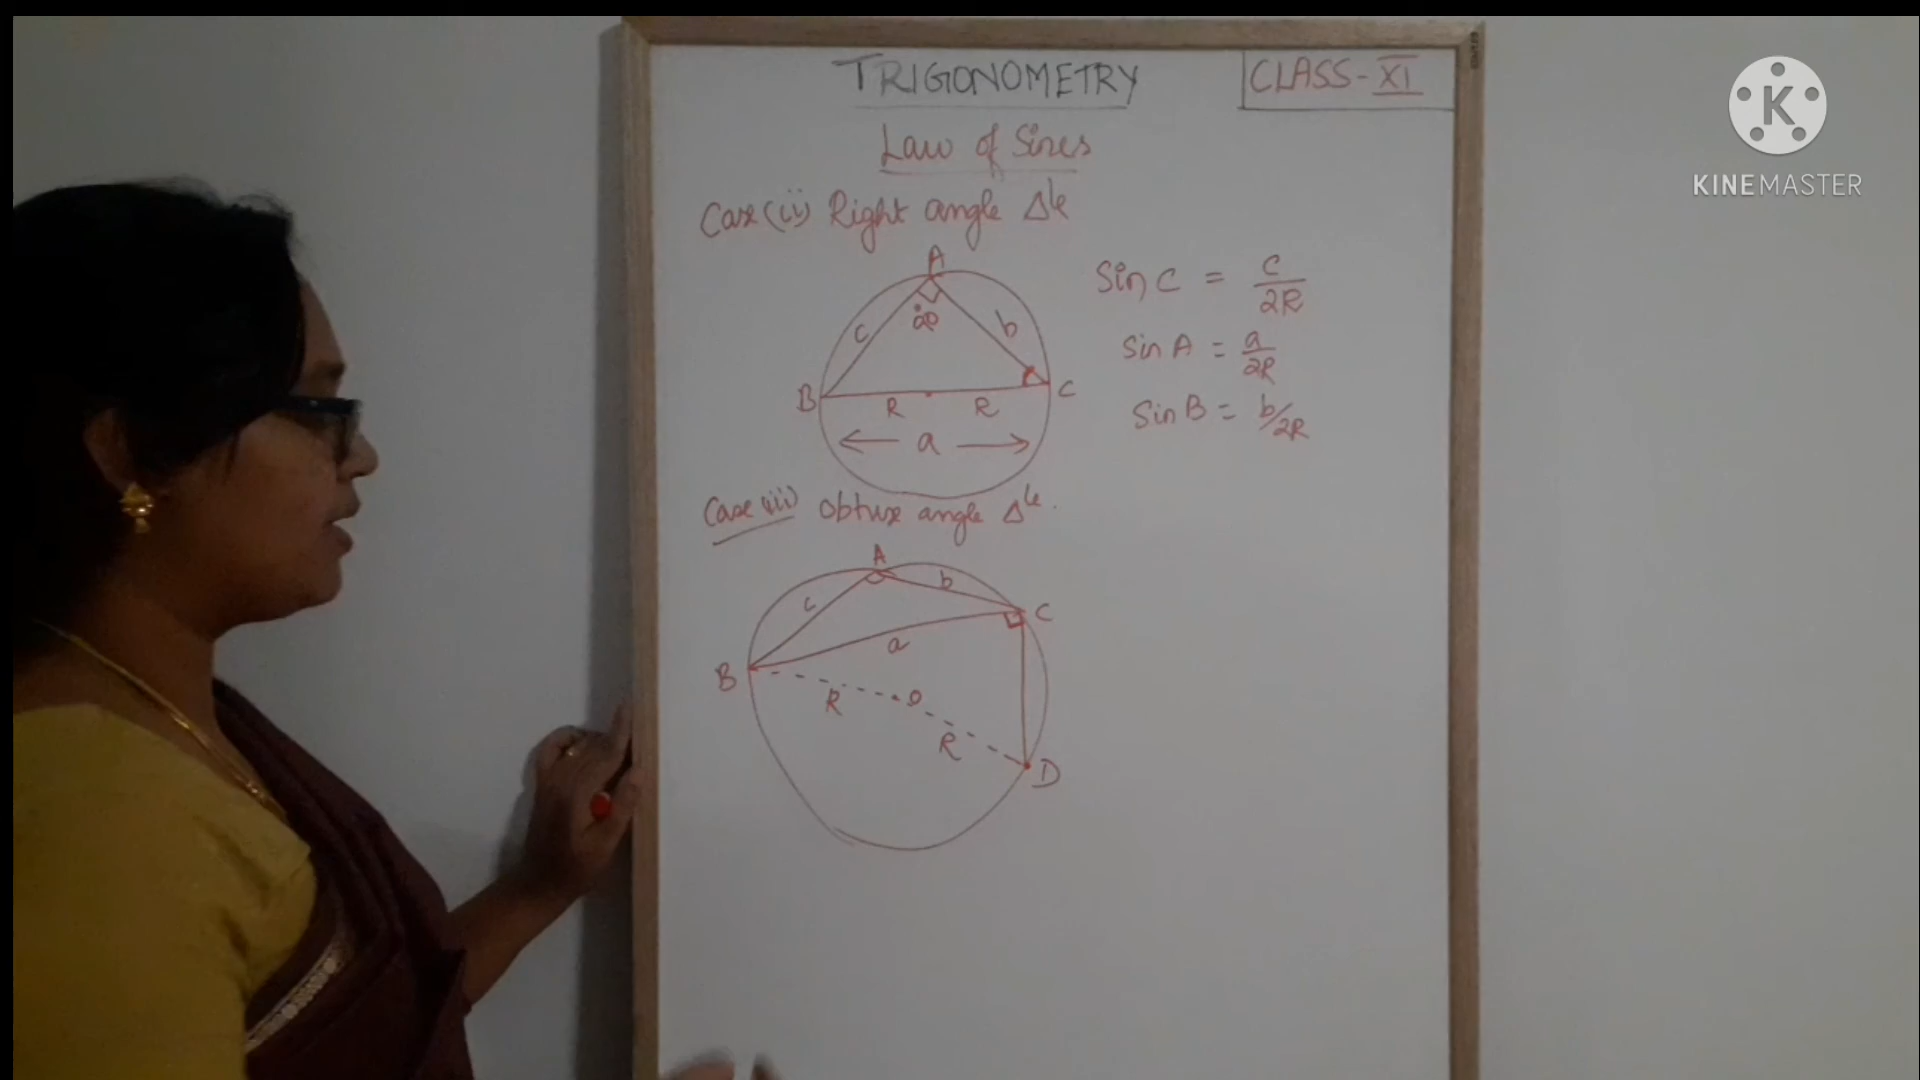 TRIGONOMETRY
CLASS-XI
Law of Sines
Case(ii) Right angle Δle
A
c
b
B
C
R
R
a
Sin C = c/2R
Sin A = a/2R
Sin B = b/2R
Case (iii) Obtuse angle Δle.
A
c
b
C
a
B
R
O
R
D
K
KINEMASTER